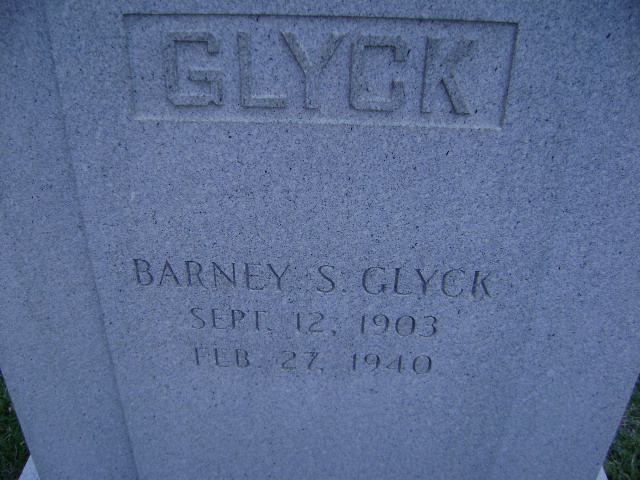 GLYCK
BARNEY S. GLYCK
SEPT. 12, 1903
FEB. 27, 1940